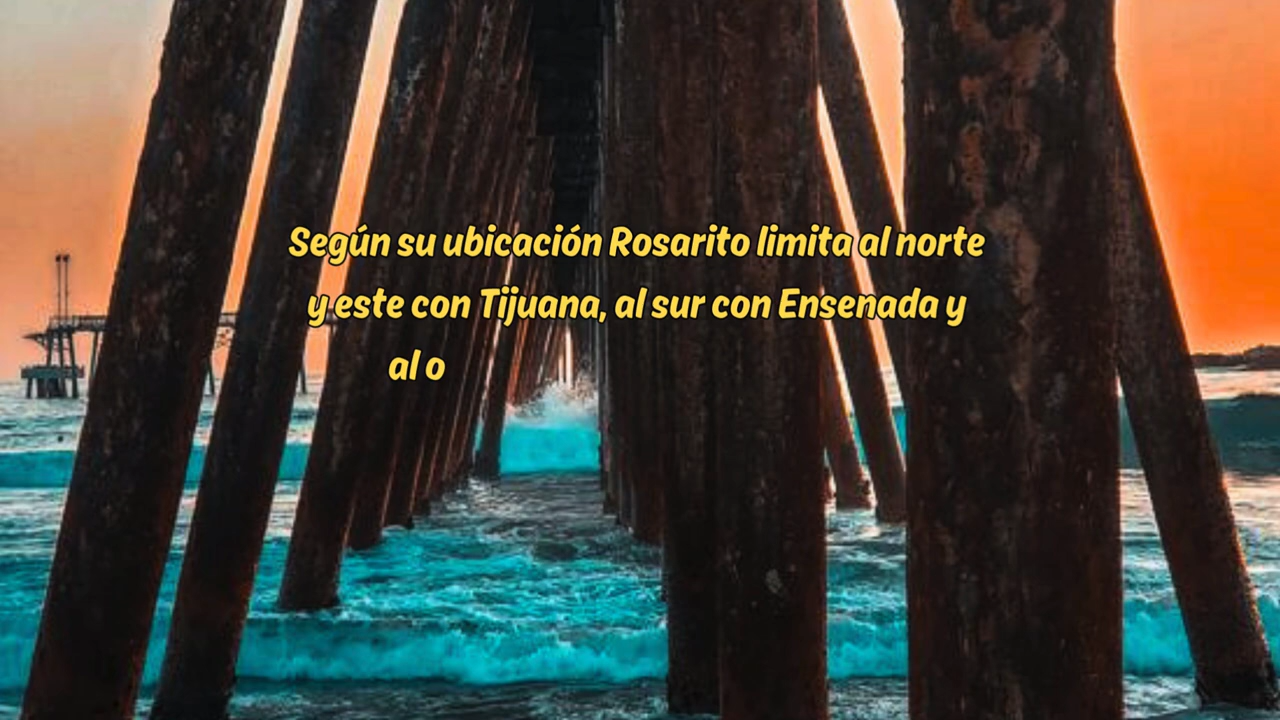 Según su ubicación Rosarito limita al norte
y este con Tijuana, al sur con Ensenada y
al o